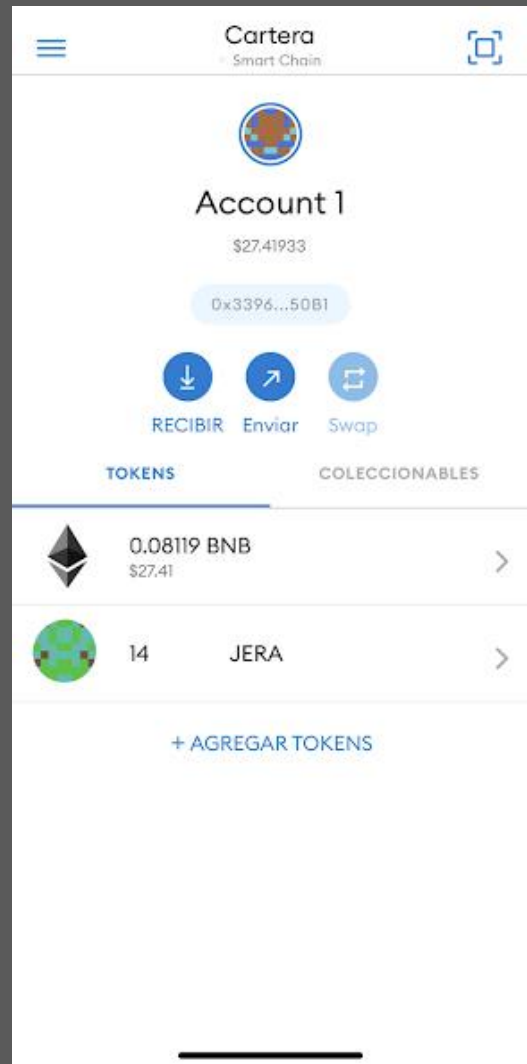 Cartera
Smart Chain
Account 1
$27.41933
0x3396...50B1
RECIBIR Enviar Swap
TOKENS COLECCIONABLES
0.08119 BNB
$27.41
14 JERA
+ AGREGAR TOKENS